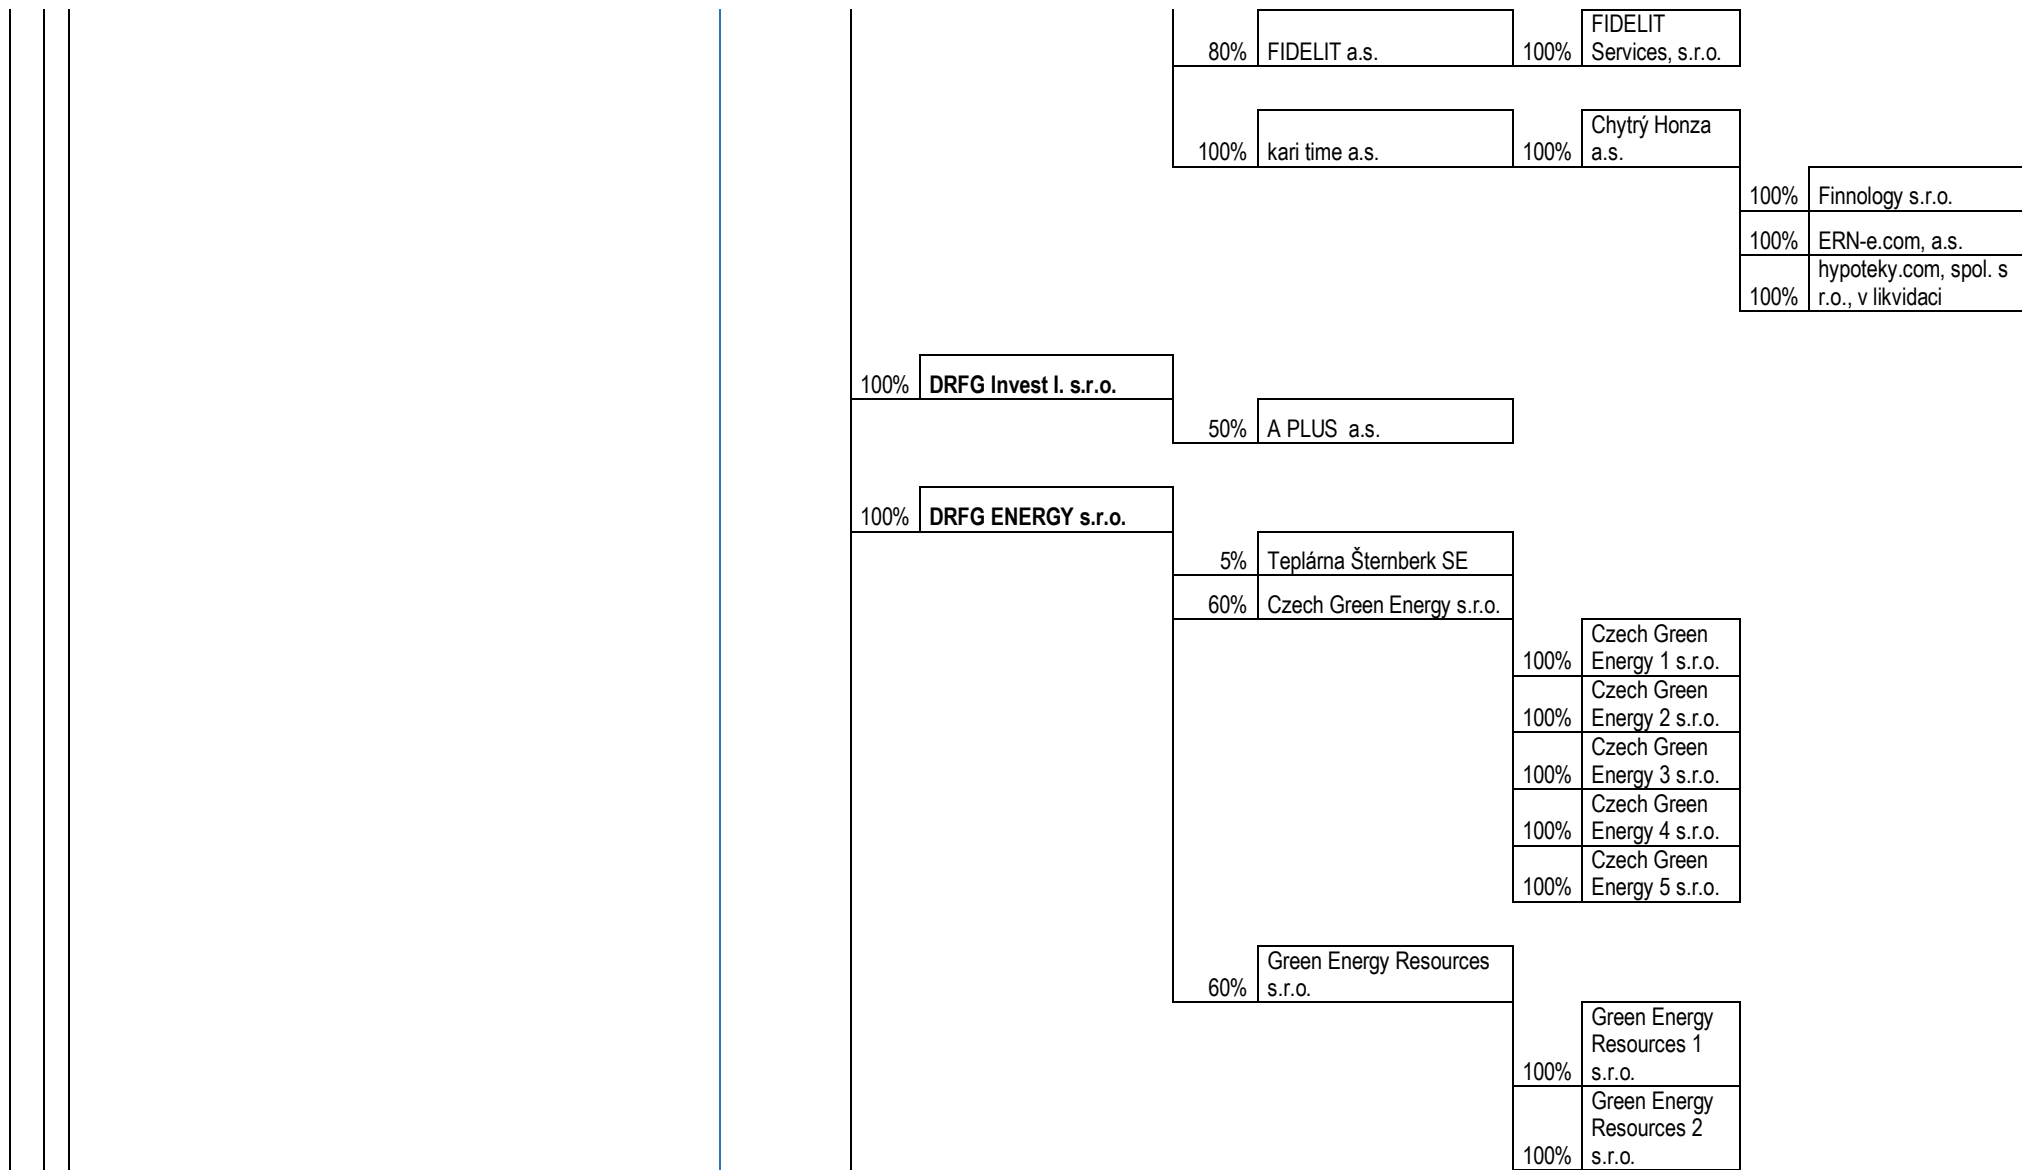 FIDELIT
80% FIDELIT a.s. 100% Services, s.r.o.
Chytrý Honza
100% kari time a.s. 100% a.s.
100% Finnology s.r.o.
100% ERN-e.com, a.s.
hypoteky.com, spol. s
100% r.o., v likvidaci
100% DRFG Invest I. s.r.o.
50% A PLUS  a.s.
100% DRFG ENERGY s.r.o.
5% Teplárna Šternberk SE
60% Czech Green Energy s.r.o.
Czech Green
100% Energy 1 s.r.o.
Czech Green
100% Energy 2 s.r.o.
Czech Green
100% Energy 3 s.r.o.
Czech Green
100% Energy 4 s.r.o.
Czech Green
100% Energy 5 s.r.o.
Green Energy Resources
60% s.r.o.
Green Energy
Resources 1
100% s.r.o.
Green Energy
Resources 2
100% s.r.o.